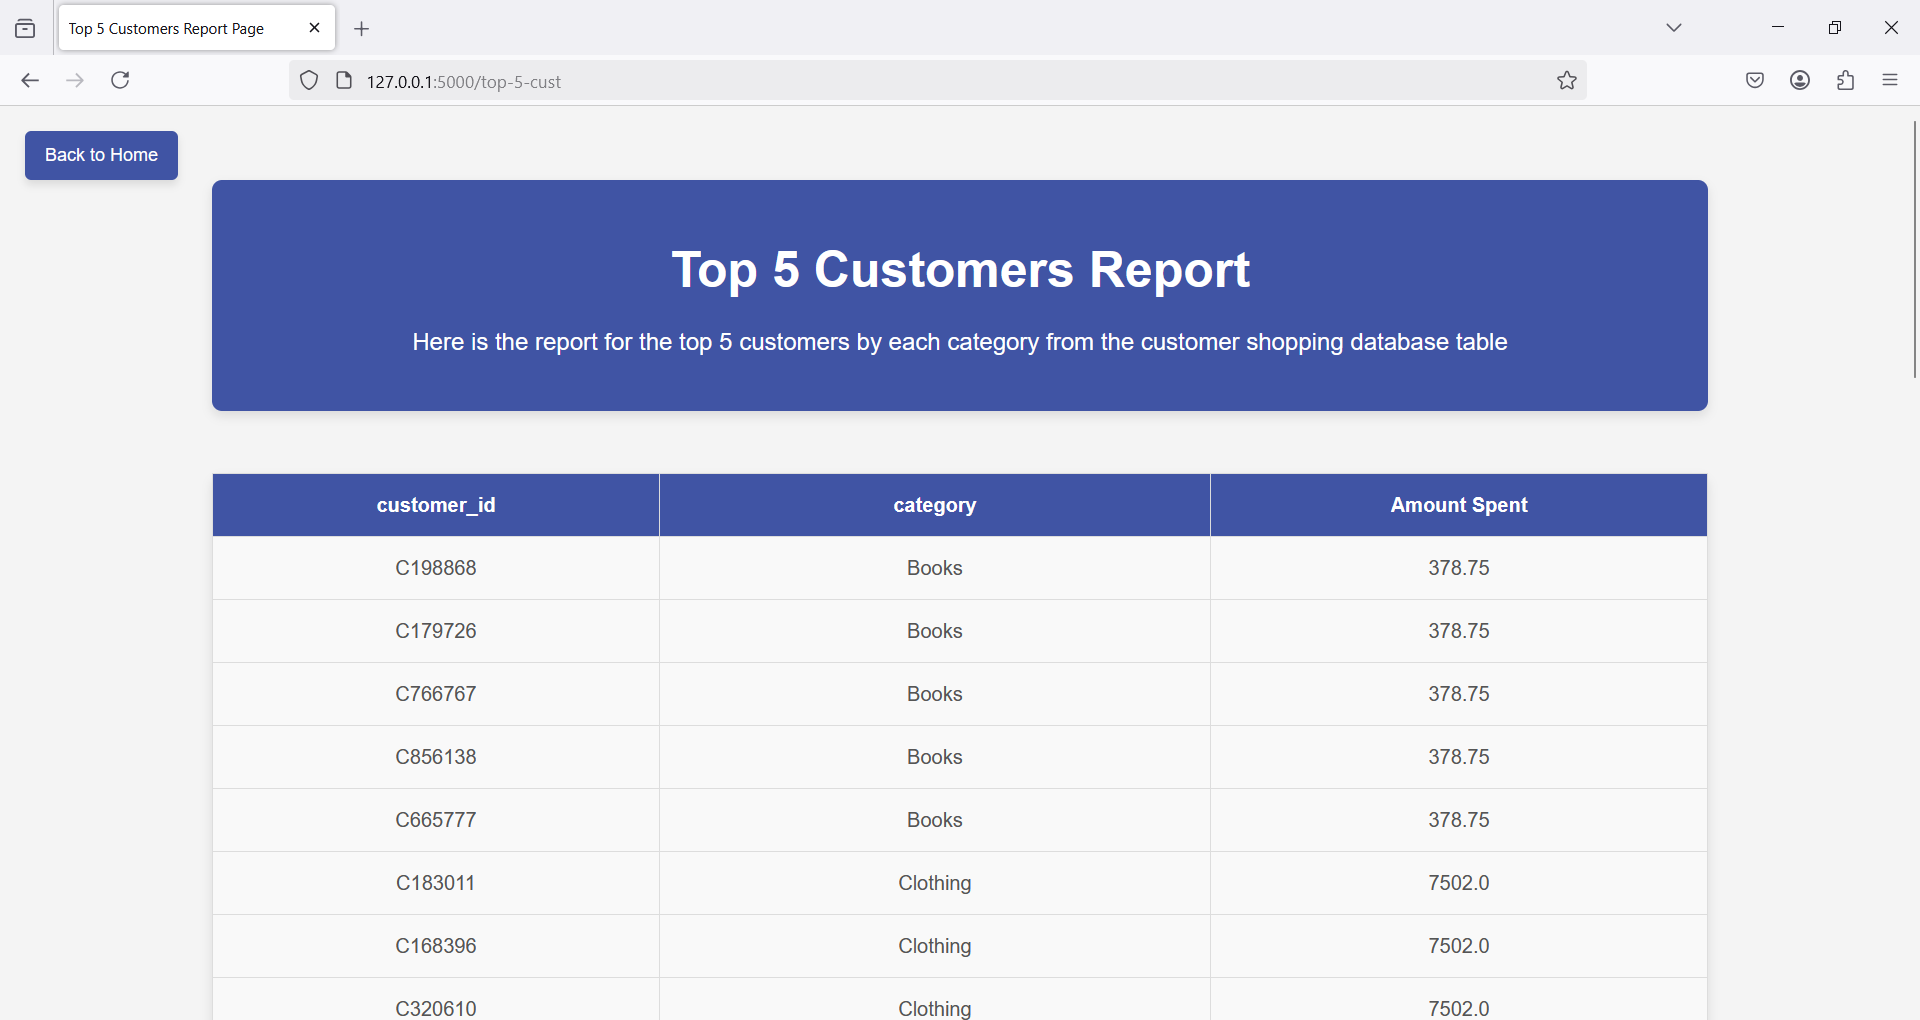 Top 5 Customers Report Page
127.0.0.1:5000/top-5-cust
Back to Home
Top 5 Customers Report
Here is the report for the top 5 customers by each category from the customer shopping database table
customer_id category Amount Spent
C198868 Books 378.75
C179726 Books 378.75
C766767 Books 378.75
C856138 Books 378.75
C665777 Books 378.75
C183011 Clothing 7502.0
C168396 Clothing 7502.0
C320610 Clothing 7502.0